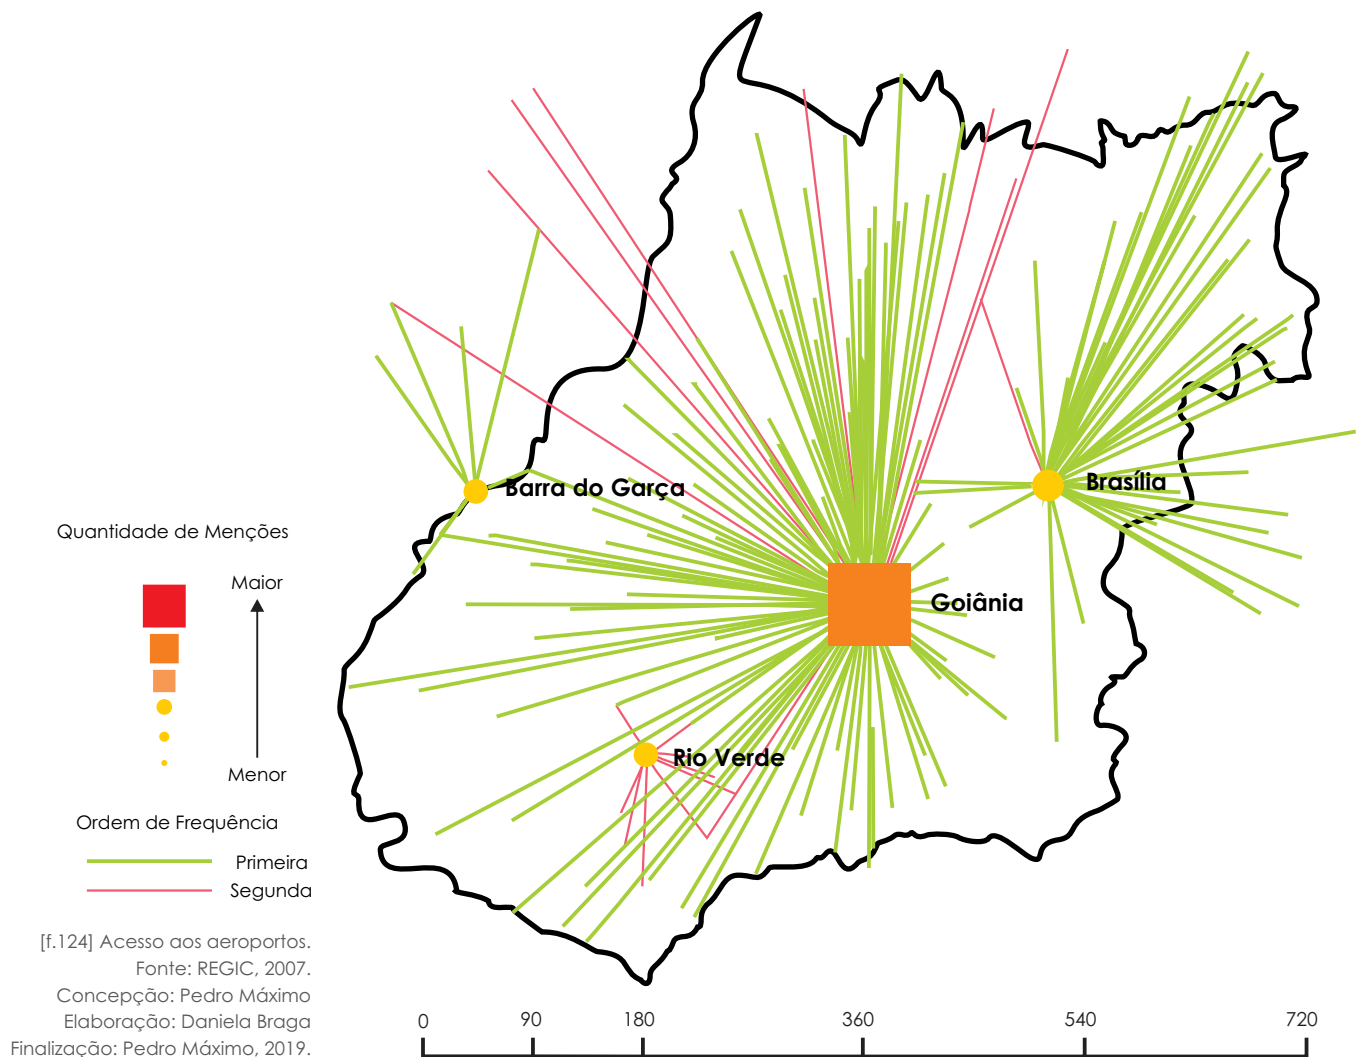 Barra do Garça
Brasília
Quantidade de Menções
Maior
Goiânia
Menor
Rio Verde
Ordem de Frequência
Primeira
Segunda
[f.124] Acesso aos aeroportos.
Fonte: REGIC, 2007.
Concepção: Pedro Máximo
Elaboração: Daniela Braga
Finalização: Pedro Máximo, 2019.
0 90 180 360 540 720